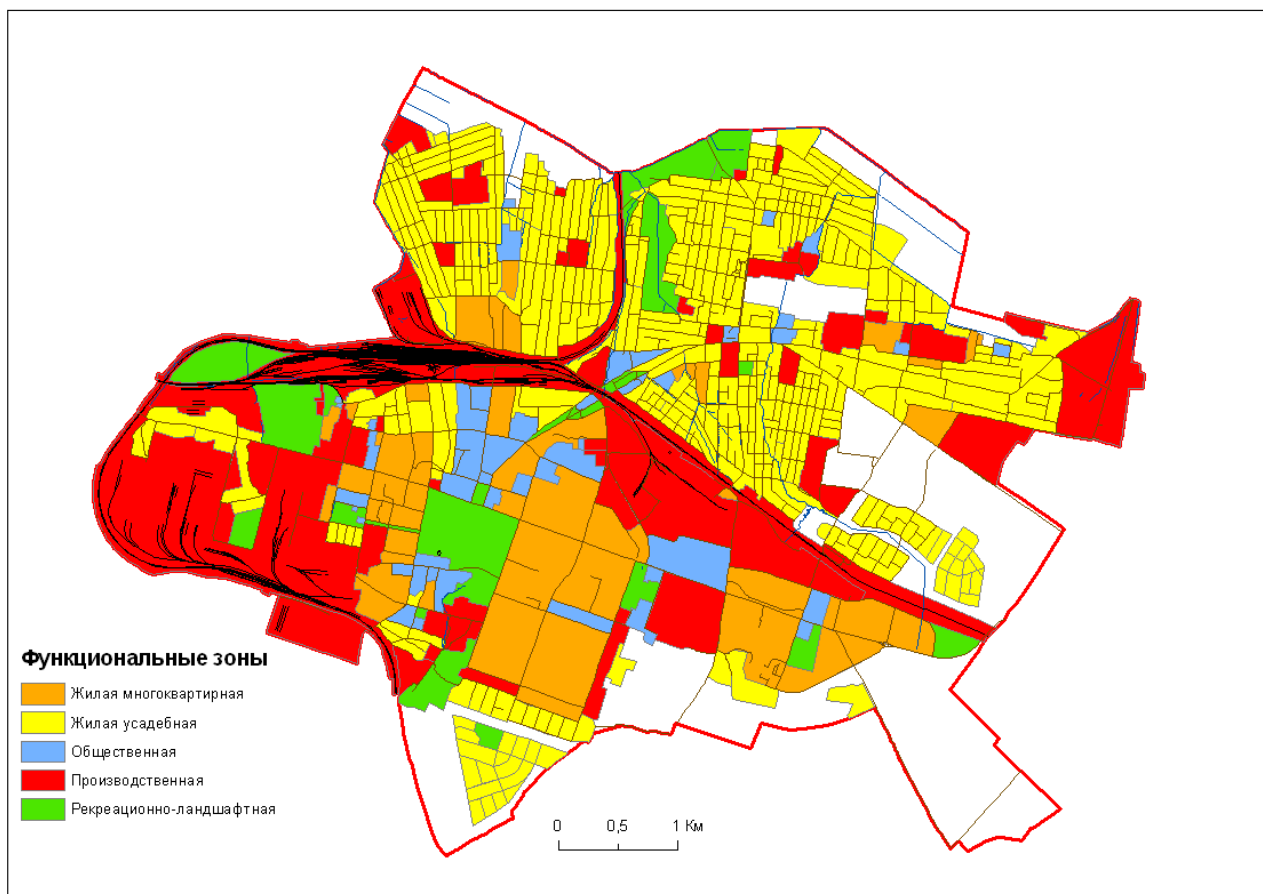 Функциональные зоны
Жилая многоквартирная
Жилая усадебная
Общественная
Производственная
Рекреационно-ландшафтная
0 0,5 1 Км